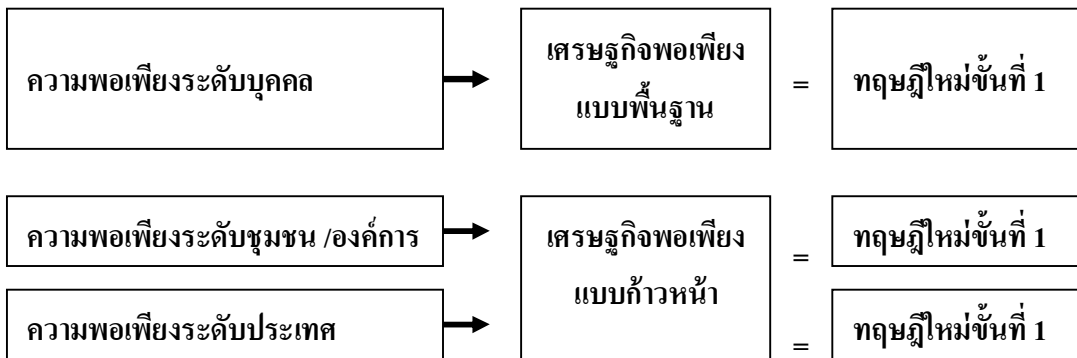 ความพอเพียงระดับบุคคล
เศรษฐกิจพอเพียง
แบบพื้นฐาน
=
ทฤษฎีใหม่ขั้นที่ 1
ความพอเพียงระดับชุมชน /องค์การ
เศรษฐกิจพอเพียง
แบบก้าวหน้า
=
ทฤษฎีใหม่ขั้นที่ 1
ความพอเพียงระดับประเทศ
=
ทฤษฎีใหม่ขั้นที่ 1